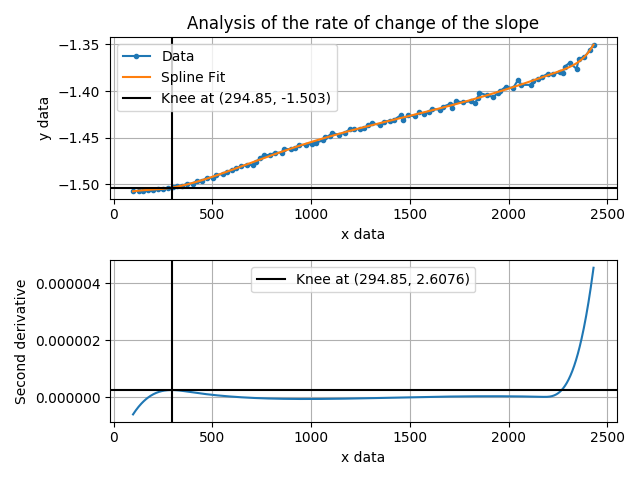 Analysis of the rate of change of the slope
−1.35
−1.40
−1.45
−1.50
y data
Data
Spline Fit
Knee at (294.85, -1.503)
0
500
1000
1500
2000
2500
x data
0.000004
0.000002
0.000000
Second derivative
Knee at (294.85, 2.6076)
0
500
1000
1500
2000
2500
x data